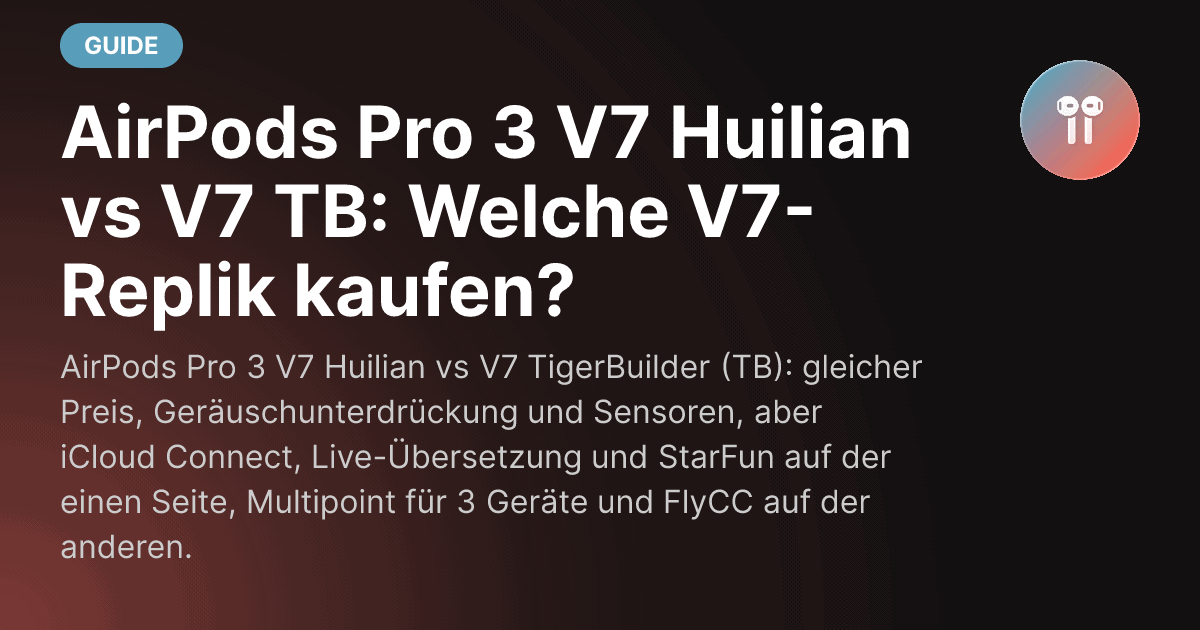 GUIDE
AirPods Pro 3 V7 Huilian
vs V7 TB: Welche V7-
Replik kaufen?
AirPods Pro 3 V7 Huilian vs V7 TigerBuilder (TB): gleicher
Preis, Geräuschunterdrückung und Sensoren, aber
iCloud Connect, Live-Übersetzung und StarFun auf der
einen Seite, Multipoint für 3 Geräte und FlyCC auf der
anderen.